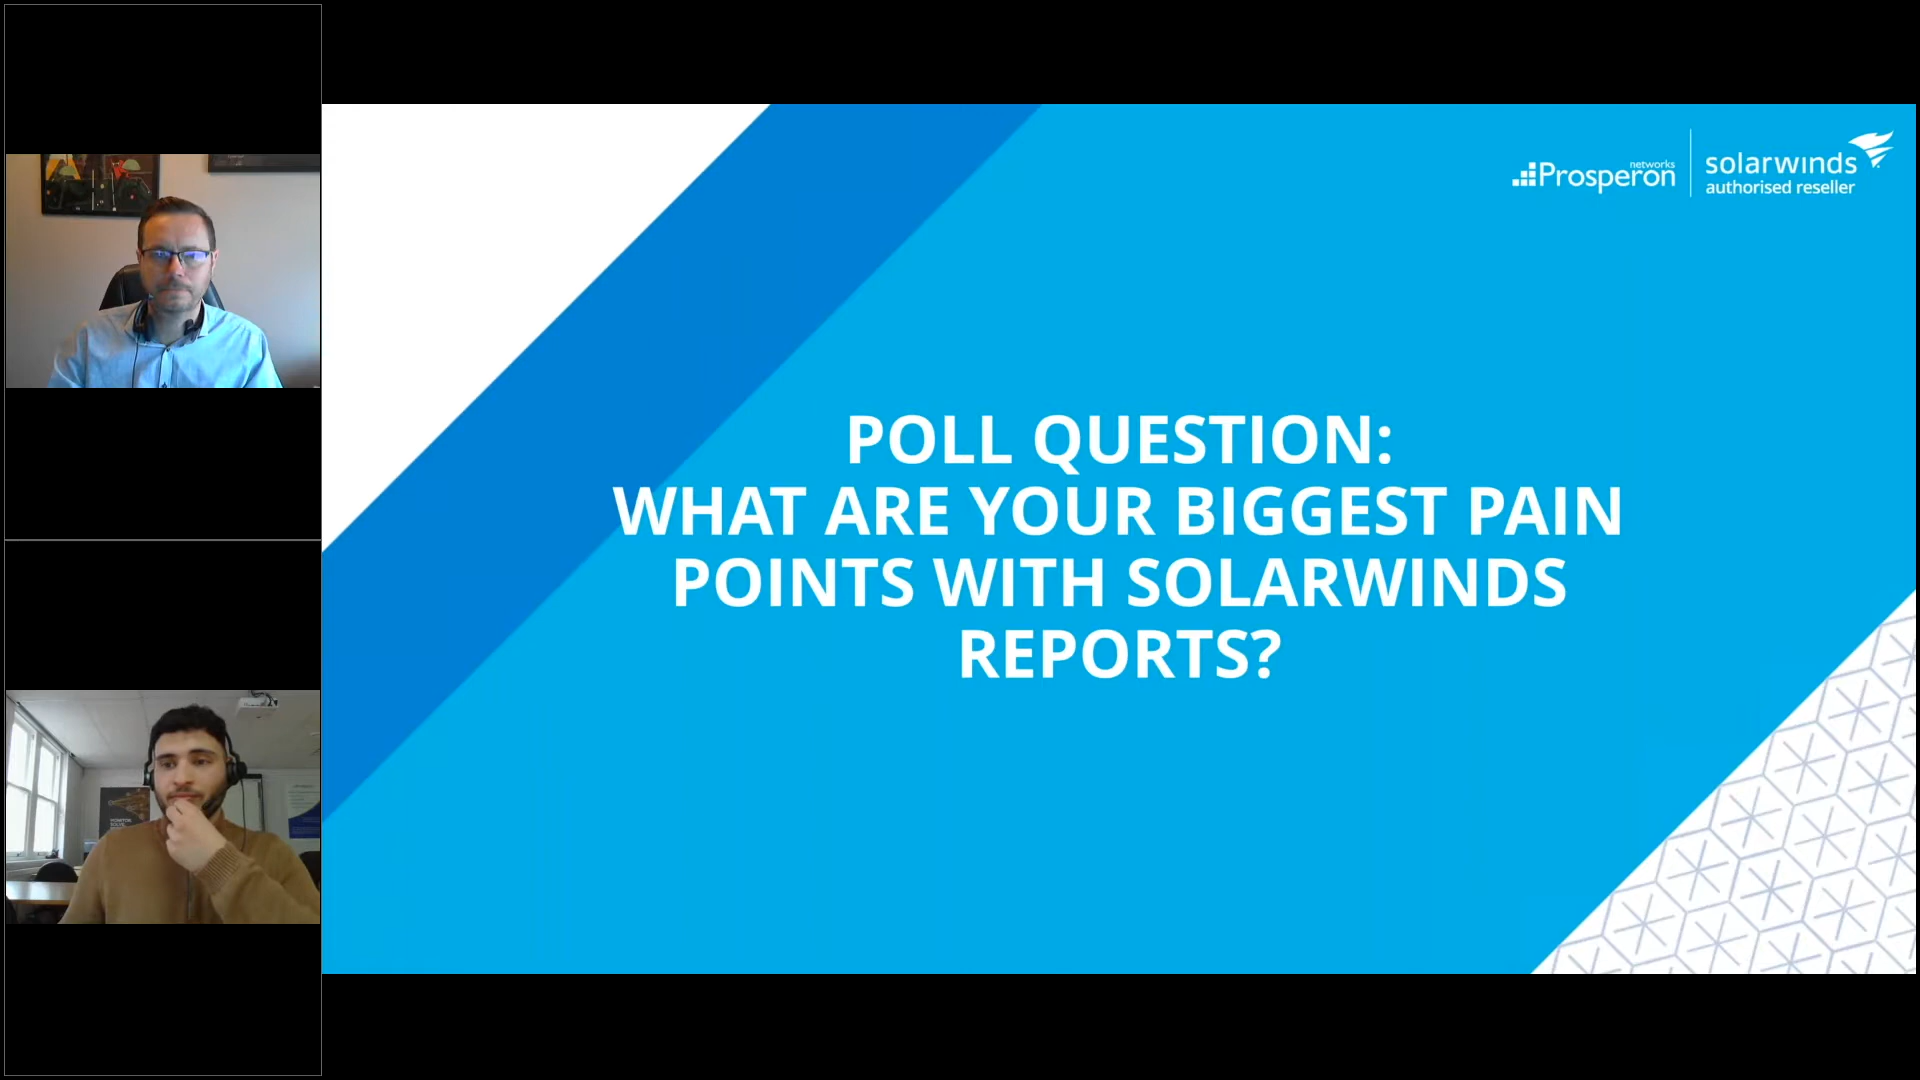 networks
Prosperon
solarwinds
authorised reseller
POLL QUESTION:
WHAT ARE YOUR BIGGEST PAIN
POINTS WITH SOLARWINDS
REPORTS?